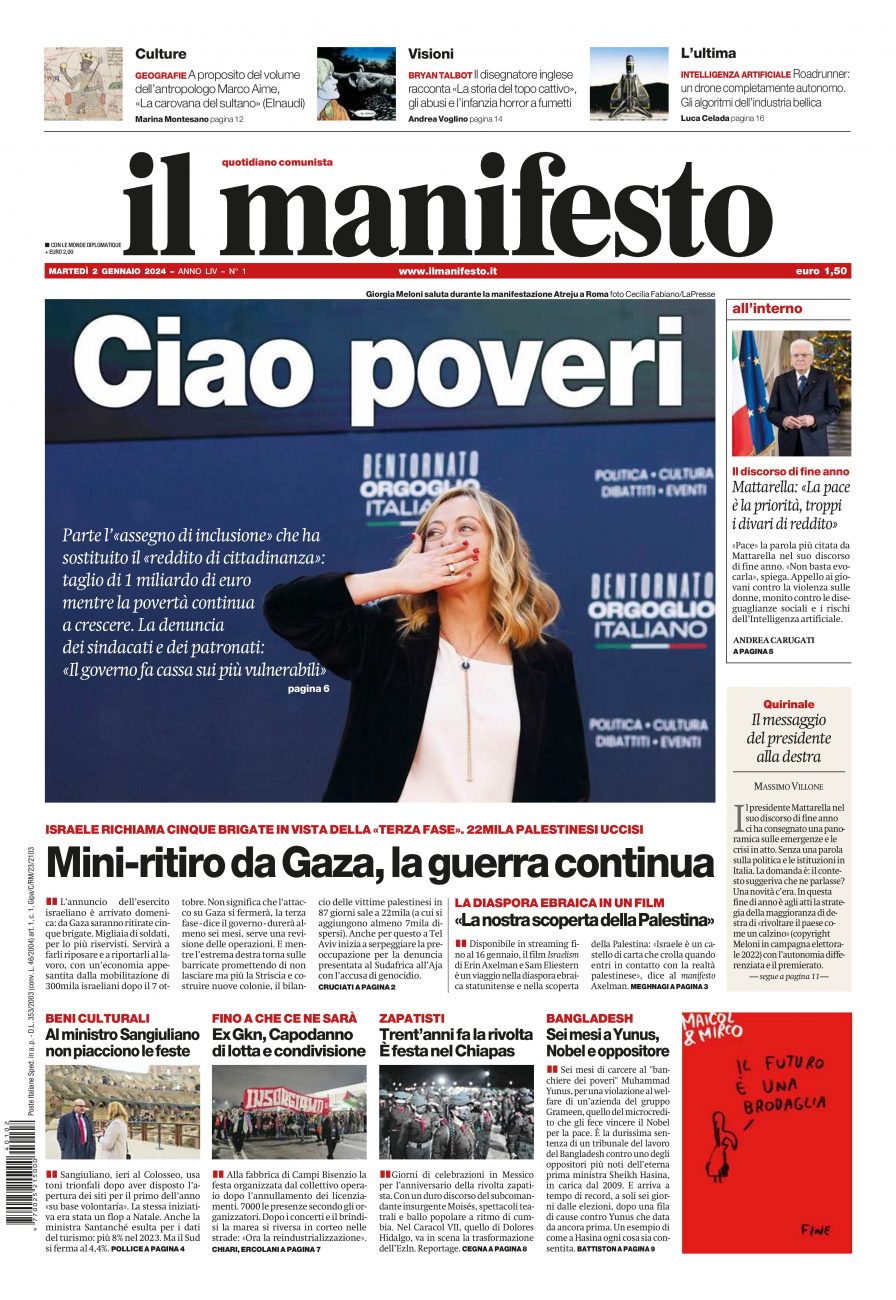 Culture
GEOGRAFIE A proposito del volume
dell'antropologo Marco Aime,
«La carovana del sultano» (Einaudi)
Marina Montesano pagina 12
Visioni
BRYAN TALBOT Il disegnatore inglese
racconta «La storia del topo cattivo»,
gli abusi e l'infanzia horror a fumetti
Andrea Voglino pagina 14
L'ultima
INTELLIGENZA ARTIFICIALE Roadrunner:
un drone completamente autonomo.
Gli algoritmi dell'industria bellica
Luca Celada pagina 16
quotidiano comunista
il manifesto
CON LE MONDE DIPLOMATIQUE
+ EURO 2,00
MARTEDÌ 2 GENNAIO 2024 – ANNO LIV – N° 1
www.ilmanifesto.it
euro 1,50
Giorgia Meloni saluta durante la manifestazione Atreju a Roma foto Cecilia Fabiano/LaPresse
Ciao poveri
BENTORNATO
ORGOGLIO
ITALIANO
POLITICA • CULTURA
DIBATTITI • EVENTI
BENTORNATO
ORGOGLIO
ITALIANO
POLITICA • CULTURA
DIBATTITI • EVENTI
Parte l'«assegno di inclusione» che ha
sostituito il «reddito di cittadinanza»:
taglio di 1 miliardo di euro
mentre la povertà continua
a crescere. La denuncia
dei sindacati e dei patronati:
«Il governo fa cassa sui più vulnerabili»
pagina 6
all'interno
Il discorso di fine anno
Mattarella: «La pace
è la priorità, troppi
i divari di reddito»
«Pace» la parola più citata da
Mattarella nel suo discorso
di fine anno. «Non basta evo-
carla», spiega. Appello ai gio-
vani contro la violenza sulle
donne, monito contro le dise-
guaglianze sociali e i rischi
dell'Intelligenza artificiale.
ANDREA CARUGATI
A PAGINA 5
Quirinale
Il messaggio
del presidente
alla destra
MASSIMO VILLONE
Il presidente Mattarella nel
suo discorso di fine anno
ci ha consegnato una pano-
ramica sulle emergenze e le
crisi in atto. Senza una parola
sulla politica e le istituzioni in
Italia. La domanda è: il conte-
sto suggeriva che ne parlasse?
Una novità c'era. In questa
fine di anno è agli atti la strate-
gia della maggioranza di de-
stra di «rivoltare il paese co-
me un calzino» (copyright
Meloni in campagna elettora-
le 2022) con l'autonomia diffe-
renziata e il premierato.
— segue a pagina 11 —
ISRAELE RICHIAMA CINQUE BRIGATE IN VISTA DELLA «TERZA FASE». 22MILA PALESTINESI UCCISI
Mini-ritiro da Gaza, la guerra continua
L'annuncio dell'esercito
israeliano è arrivato domeni-
ca: da Gaza saranno ritirate cin-
que brigate. Migliaia di soldati,
per lo più riservisti. Servirà a
farli riposare e a riportarli al la-
voro, con un'economia appe-
santita dalla mobilitazione di
300mila israeliani dopo il 7 ot-
tobre. Non significa che l'attac-
co su Gaza si fermerà, la terza
fase - dice il governo - durerà al-
meno sei mesi, serve una revi-
sione delle operazioni. E men-
tre l'estrema destra torna sulle
barricate promettendo di non
lasciare mai più la Striscia e co-
struire nuove colonie, il bilan-
cio delle vittime palestinesi in
87 giorni sale a 22mila (a cui si
aggiungono almeno 7mila di-
spersi). Anche per questo a Tel
Aviv inizia a serpeggiare la pre-
occupazione per la denuncia
presentata al Sudafrica all'Aja
con l'accusa di genocidio.
CRUCIATI A PAGINA 2
LA DIASPORA EBRAICA IN UN FILM
«La nostra scoperta della Palestina»
Disponibile in streaming fi-
no al 16 gennaio, il film Israelism
di Erin Axelman e Sam Eliestern
è un viaggio nella diaspora ebra-
ica statunitense e nella scoperta
della Palestina: «Israele è un ca-
stello di carta che crolla quando
entri in contatto con la realtà
palestinese», dice al manifesto
Axelman. MEGHNAGI A PAGINA 3
BENI CULTURALI
Al ministro Sangiuliano
non piacciono le feste
Sangiuliano, ieri al Colosseo, usa
toni trionfali dopo aver disposto l'a-
pertura dei siti per il primo dell'anno
«su base volontaria». La stessa iniziati-
va era stata un flop a Natale. Anche la
ministra Santanché esulta per i dati
del turismo: più 8% nel 2023. Ma il Sud
si ferma al 4,4%. POLLICE A PAGINA 4
FINO A CHE CE NE SARÀ
Ex Gkn, Capodanno
di lotta e condivisione
INSORGIAMO
Alla fabbrica di Campi Bisenzio la
festa organizzata dal collettivo opera-
io dopo l'annullamento dei licenzia-
menti. 7000 le presenze secondo gli or-
ganizzatori. Dopo i concerti e il brindi-
si la marea si riversa in corteo nelle
strade: «Ora la reindustrializzazione».
CHIARI, ERCOLANI A PAGINA 7
ZAPATISTI
Trent'anni fa la rivolta
È festa nel Chiapas
Giorni di celebrazioni in Messico
per l'anniversario della rivolta zapati-
sta. Con un duro discorso del subcoman-
dante insurgente Moisés, spettacoli tea-
trali e ballo popolare a ritmo di cum-
bia. Nel Caracol VII, quello di Dolores
Hidalgo, va in scena la trasformazione
dell'Ezln. Reportage. CEGNA A PAGINA 8
BANGLADESH
Sei mesi a Yunus,
Nobel e oppositore
Sei mesi di carcere al "ban-
chiere dei poveri" Muhammad
Yunus, per una violazione al wel-
fare di un'azienda del gruppo
Grameen, quello del microcredi-
to che gli fece vincere il Nobel
per la pace. È la durissima sen-
tenza di un tribunale del lavoro
del Bangladesh contro uno degli
oppositori più noti dell'eterna
prima ministra Sheikh Hasina,
in carica dal 2009. E arriva a
tempo di record, a soli sei gior-
ni dalle elezioni, dopo una fila
di cause contro Yunus che non
data ancora prima. Un esempio di
come a Hasina ogni cosa sia con-
sentita. BATTISTON A PAGINA 9
MAICOL
& MIRCO
IL FUTURO
È UNA
BRODAGLIA
FINE
Poste Italiane Sped. in a. p. - D.L. 353/2003 (conv. L. 46/2004) art. 1, c. 1, Gipa/C/RM/23/2103
40102
9 770025 215000